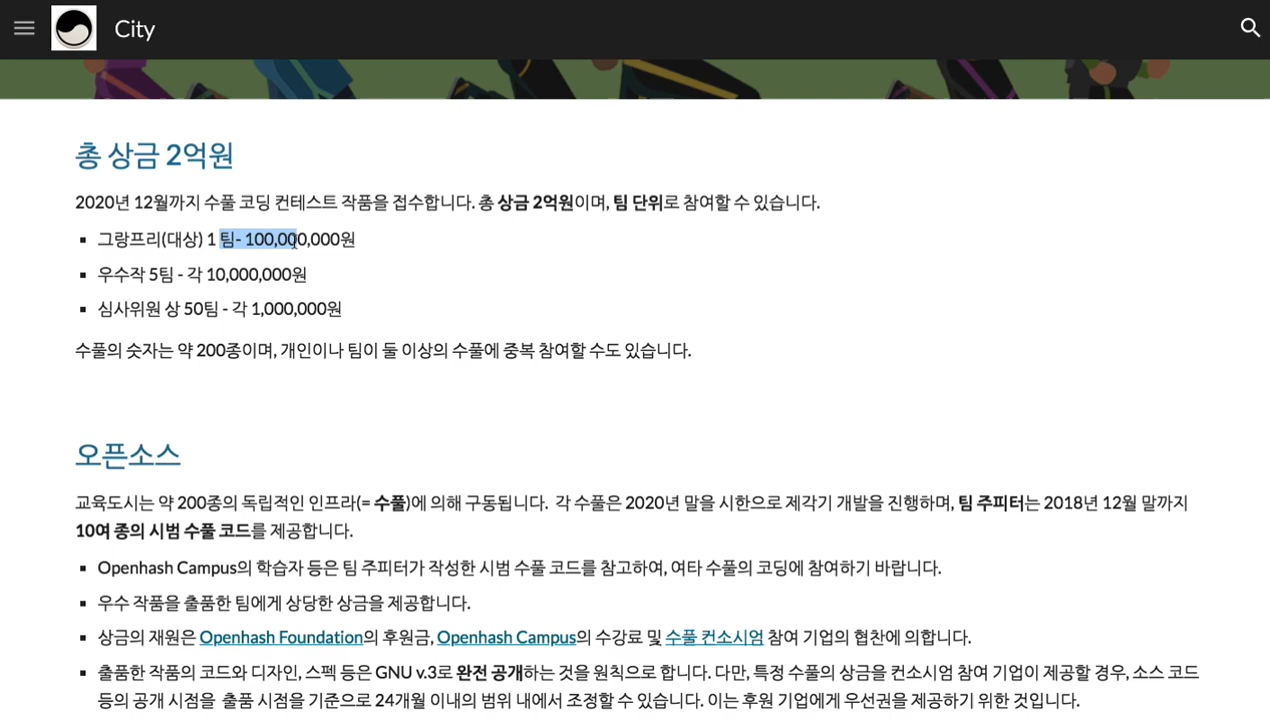 City
총 상금 2억원
2020년 12월까지 수풀 코딩 컨테스트 작품을 접수합니다. 총 상금 2억원이며, 팀 단위로 참여할 수 있습니다.
▪ 그랑프리(대상) 1 팀- 100,000,000원
▪ 우수작 5팀 - 각 10,000,000원
▪ 심사위원 상 50팀 - 각 1,000,000원
수풀의 숫자는 약 200종이며, 개인이나 팀이 둘 이상의 수풀에 중복 참여할 수도 있습니다.
오픈소스
교육도시는 약 200종의 독립적인 인프라(= 수풀)에 의해 구동됩니다. 각 수풀은 2020년 말을 시한으로 제각기 개발을 진행하며, 팀 주피터는 2018년 12월 말까지
10여 종의 시범 수풀 코드를 제공합니다.
▪ Openhash Campus의 학습자 등은 팀 주피터가 작성한 시범 수풀 코드를 참고하여, 여타 수풀의 코딩에 참여하기 바랍니다.
▪ 우수 작품을 출품한 팀에게 상당한 상금을 제공합니다.
▪ 상금의 재원은 Openhash Foundation의 후원금, Openhash Campus의 수강료 및 수풀 컨소시엄 참여 기업의 협찬에 의합니다.
▪ 출품한 작품의 코드와 디자인, 스펙 등은 GNU v.3로 완전 공개하는 것을 원칙으로 합니다. 다만, 특정 수풀의 상금을 컨소시엄 참여 기업이 제공할 경우, 소스 코드
등의 공개 시점을 출품 시점을 기준으로 24개월 이내의 범위 내에서 조정할 수 있습니다. 이는 후원 기업에게 우선권을 제공하기 위한 것입니다.